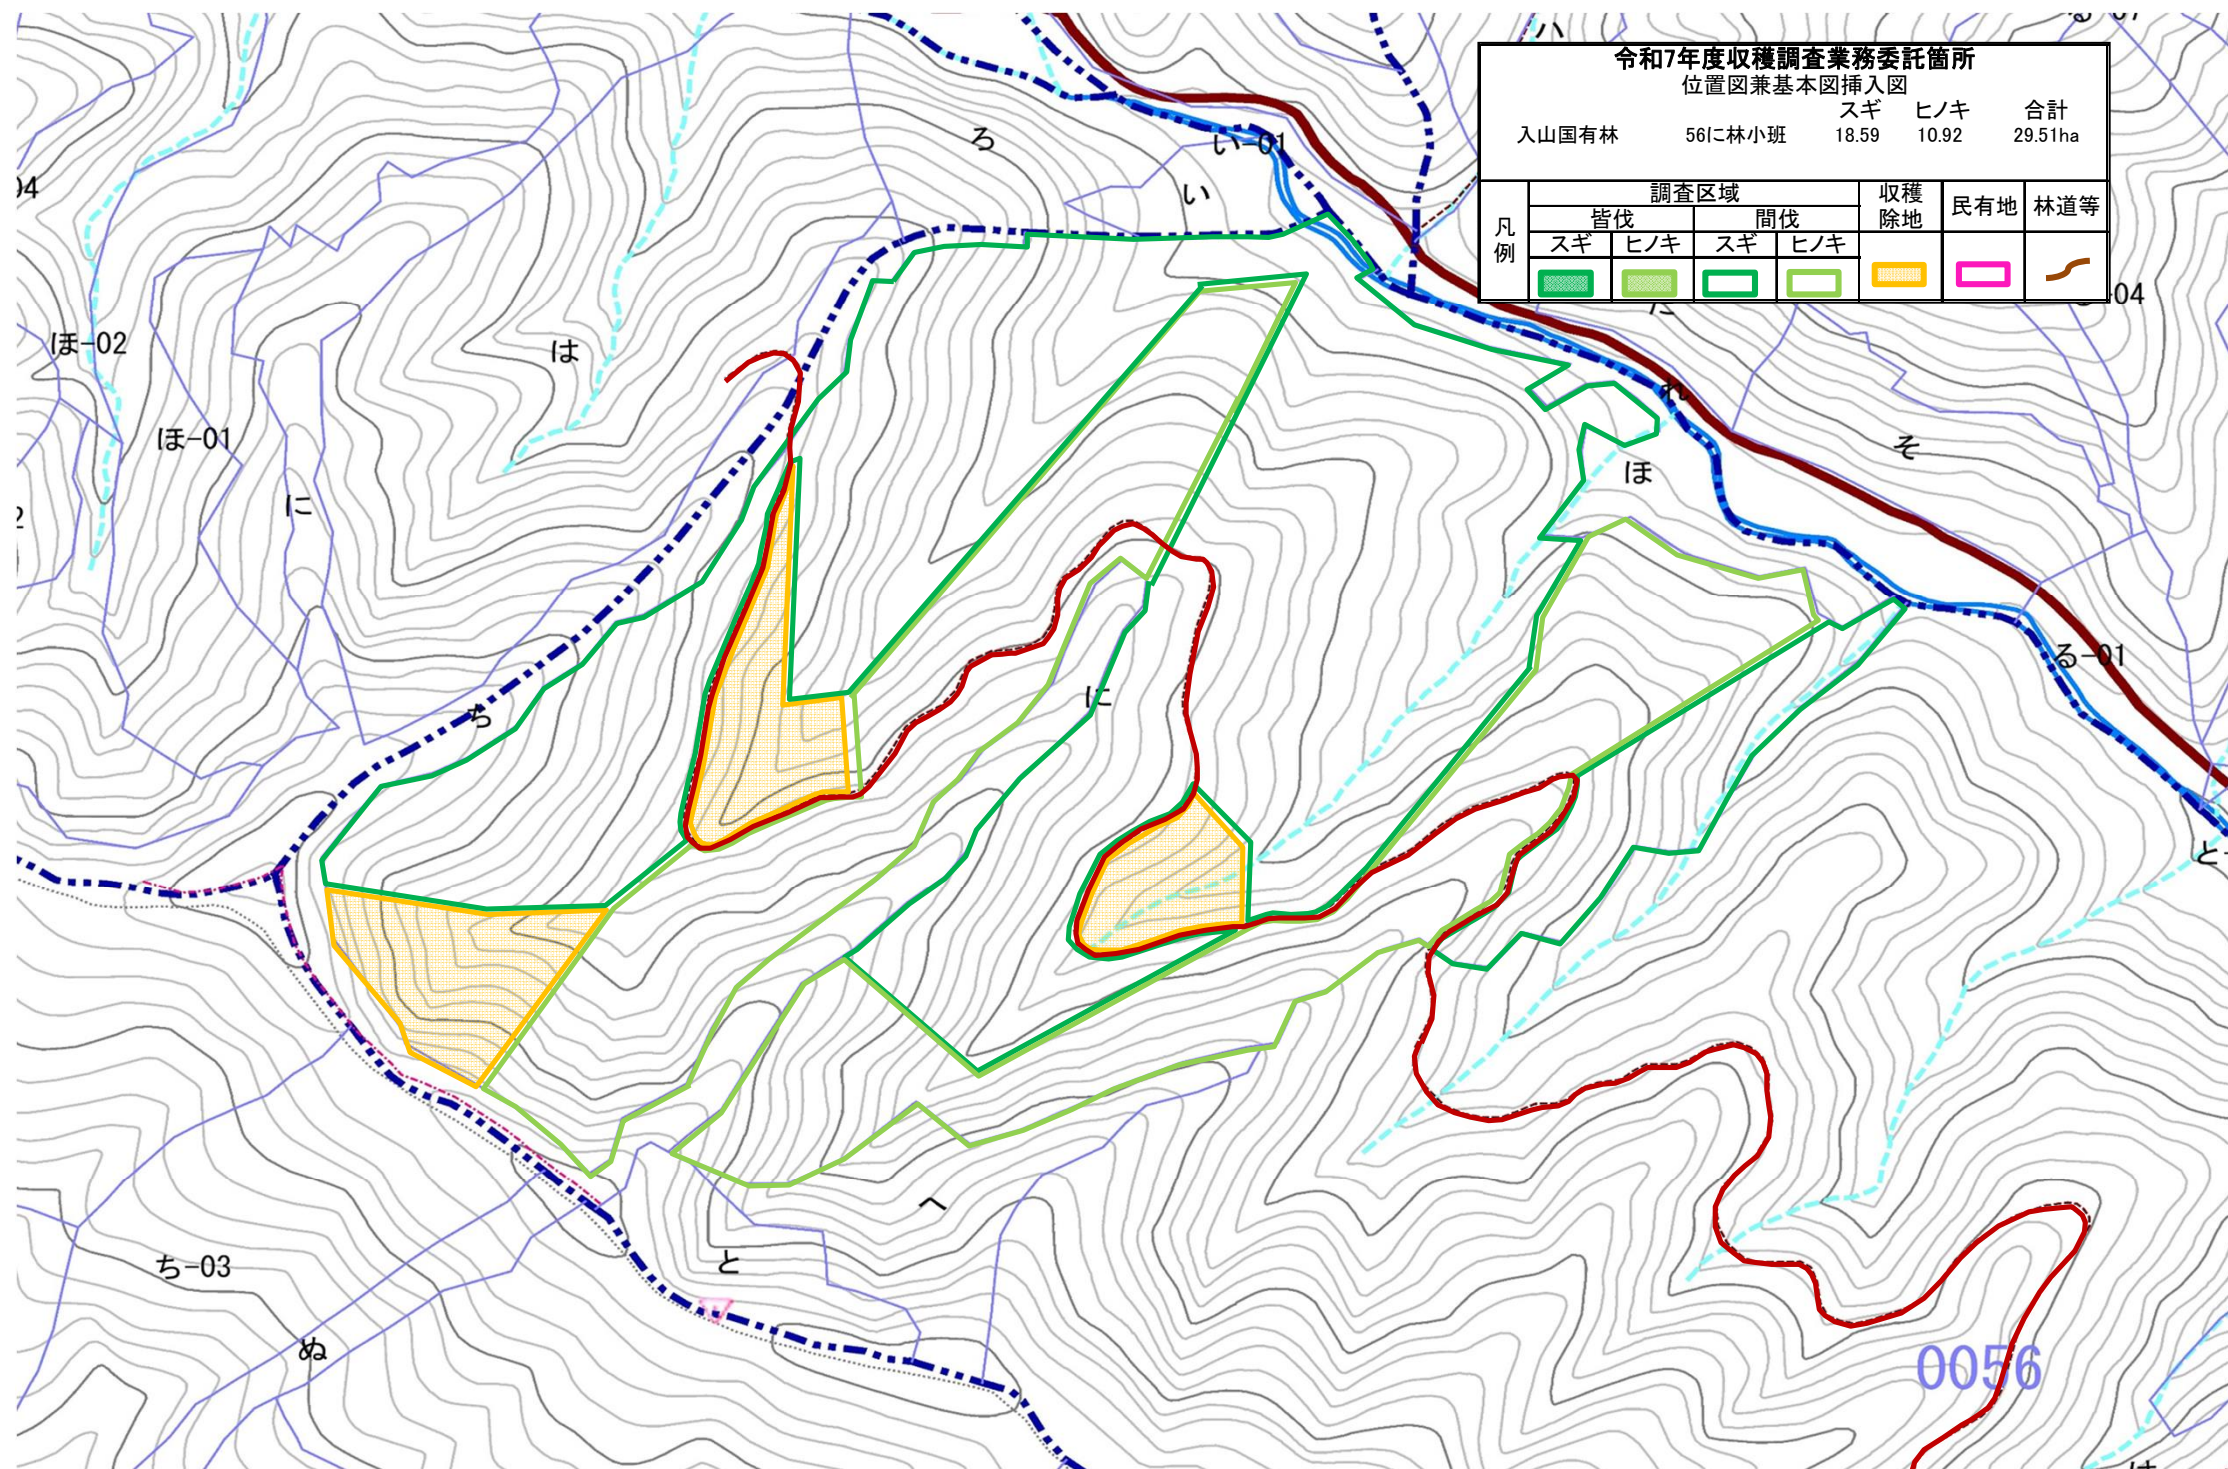 令和7年度収穫調査業務委託箇所
位置図兼基本図挿入図
スギ ヒノキ 合計
入山国有林 56に林小班 18.59 10.92 29.51ha
凡例
調査区域
皆伐 間伐
スギ ヒノキ スギ ヒノキ
収穫
除地
民有地
林道等
ハ
ろ
い-01
い
ほ-02
は
れ
ほ-01
そ
ほ
に
に
る-01
ち
へ
と
ち-03
ぬ
0056